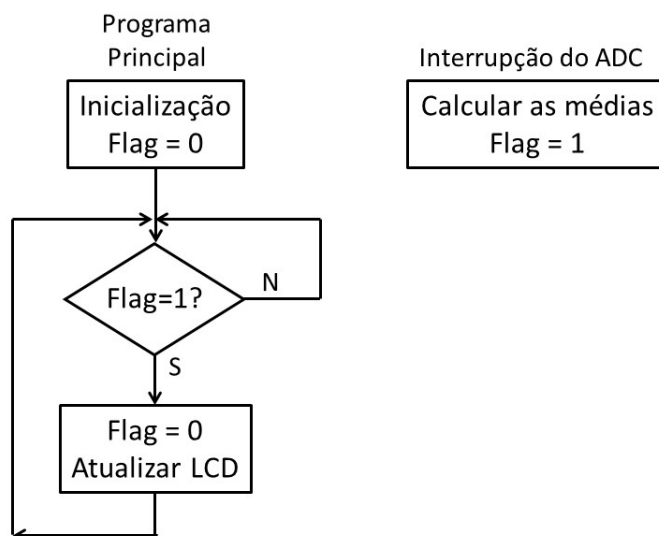 Programa
Principal
Inicialização
Flag = 0
Flag=1?
N
S
Flag = 0
Atualizar LCD
Interrupção do ADC
Calcular as médias
Flag = 1